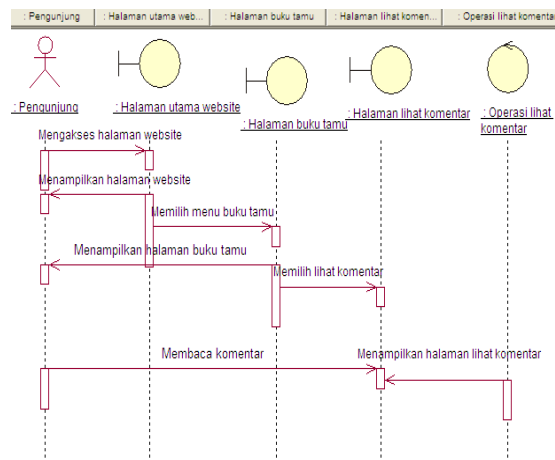 : Pengunjung
: Halaman utama web...
: Halaman buku tamu
: Halaman lihat komen...
: Operasi lihat komentar
: Pengunjung
: Halaman utama website
: Halaman buku tamu
: Halaman lihat komentar
: Operasi lihat
komentar
Mengakses halaman website
Menampilkan halaman website
Memilih menu buku tamu
Menampilkan halaman buku tamu
Memilih lihat komentar
Membaca komentar
Menampilkan halaman lihat komentar